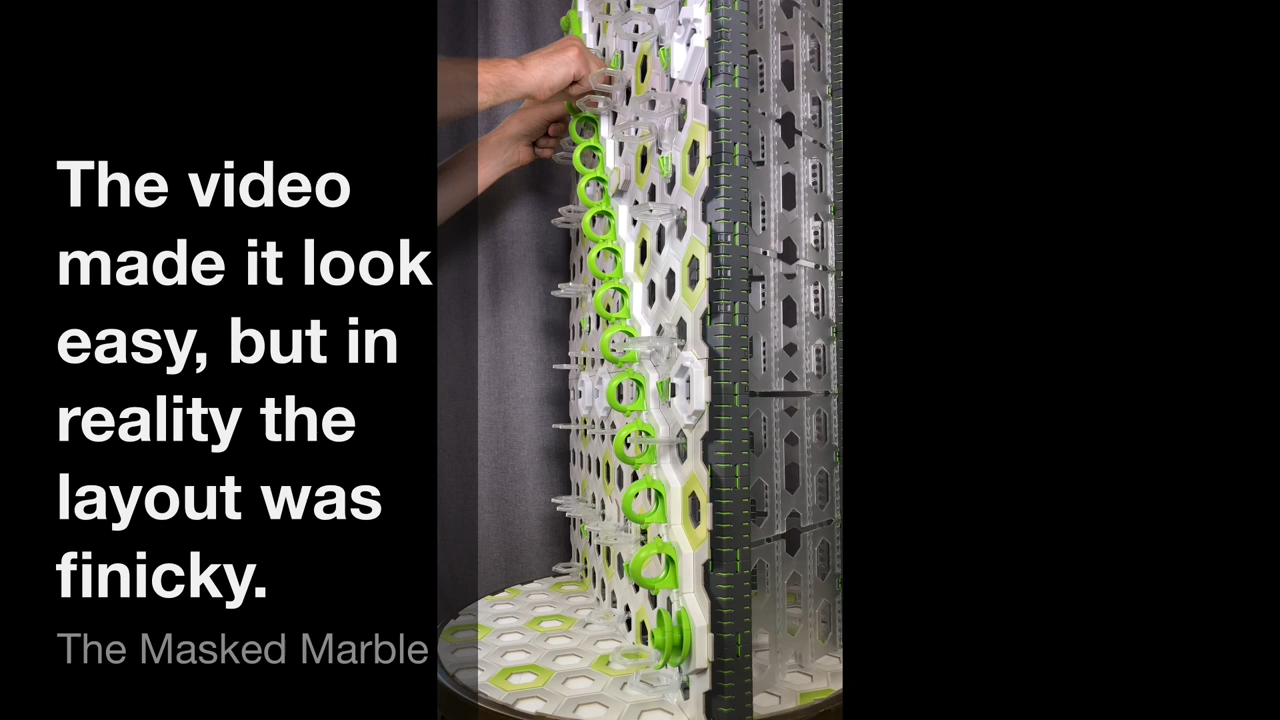 The video
made it look
easy, but in
reality the
layout was
finicky.
The Masked Marble